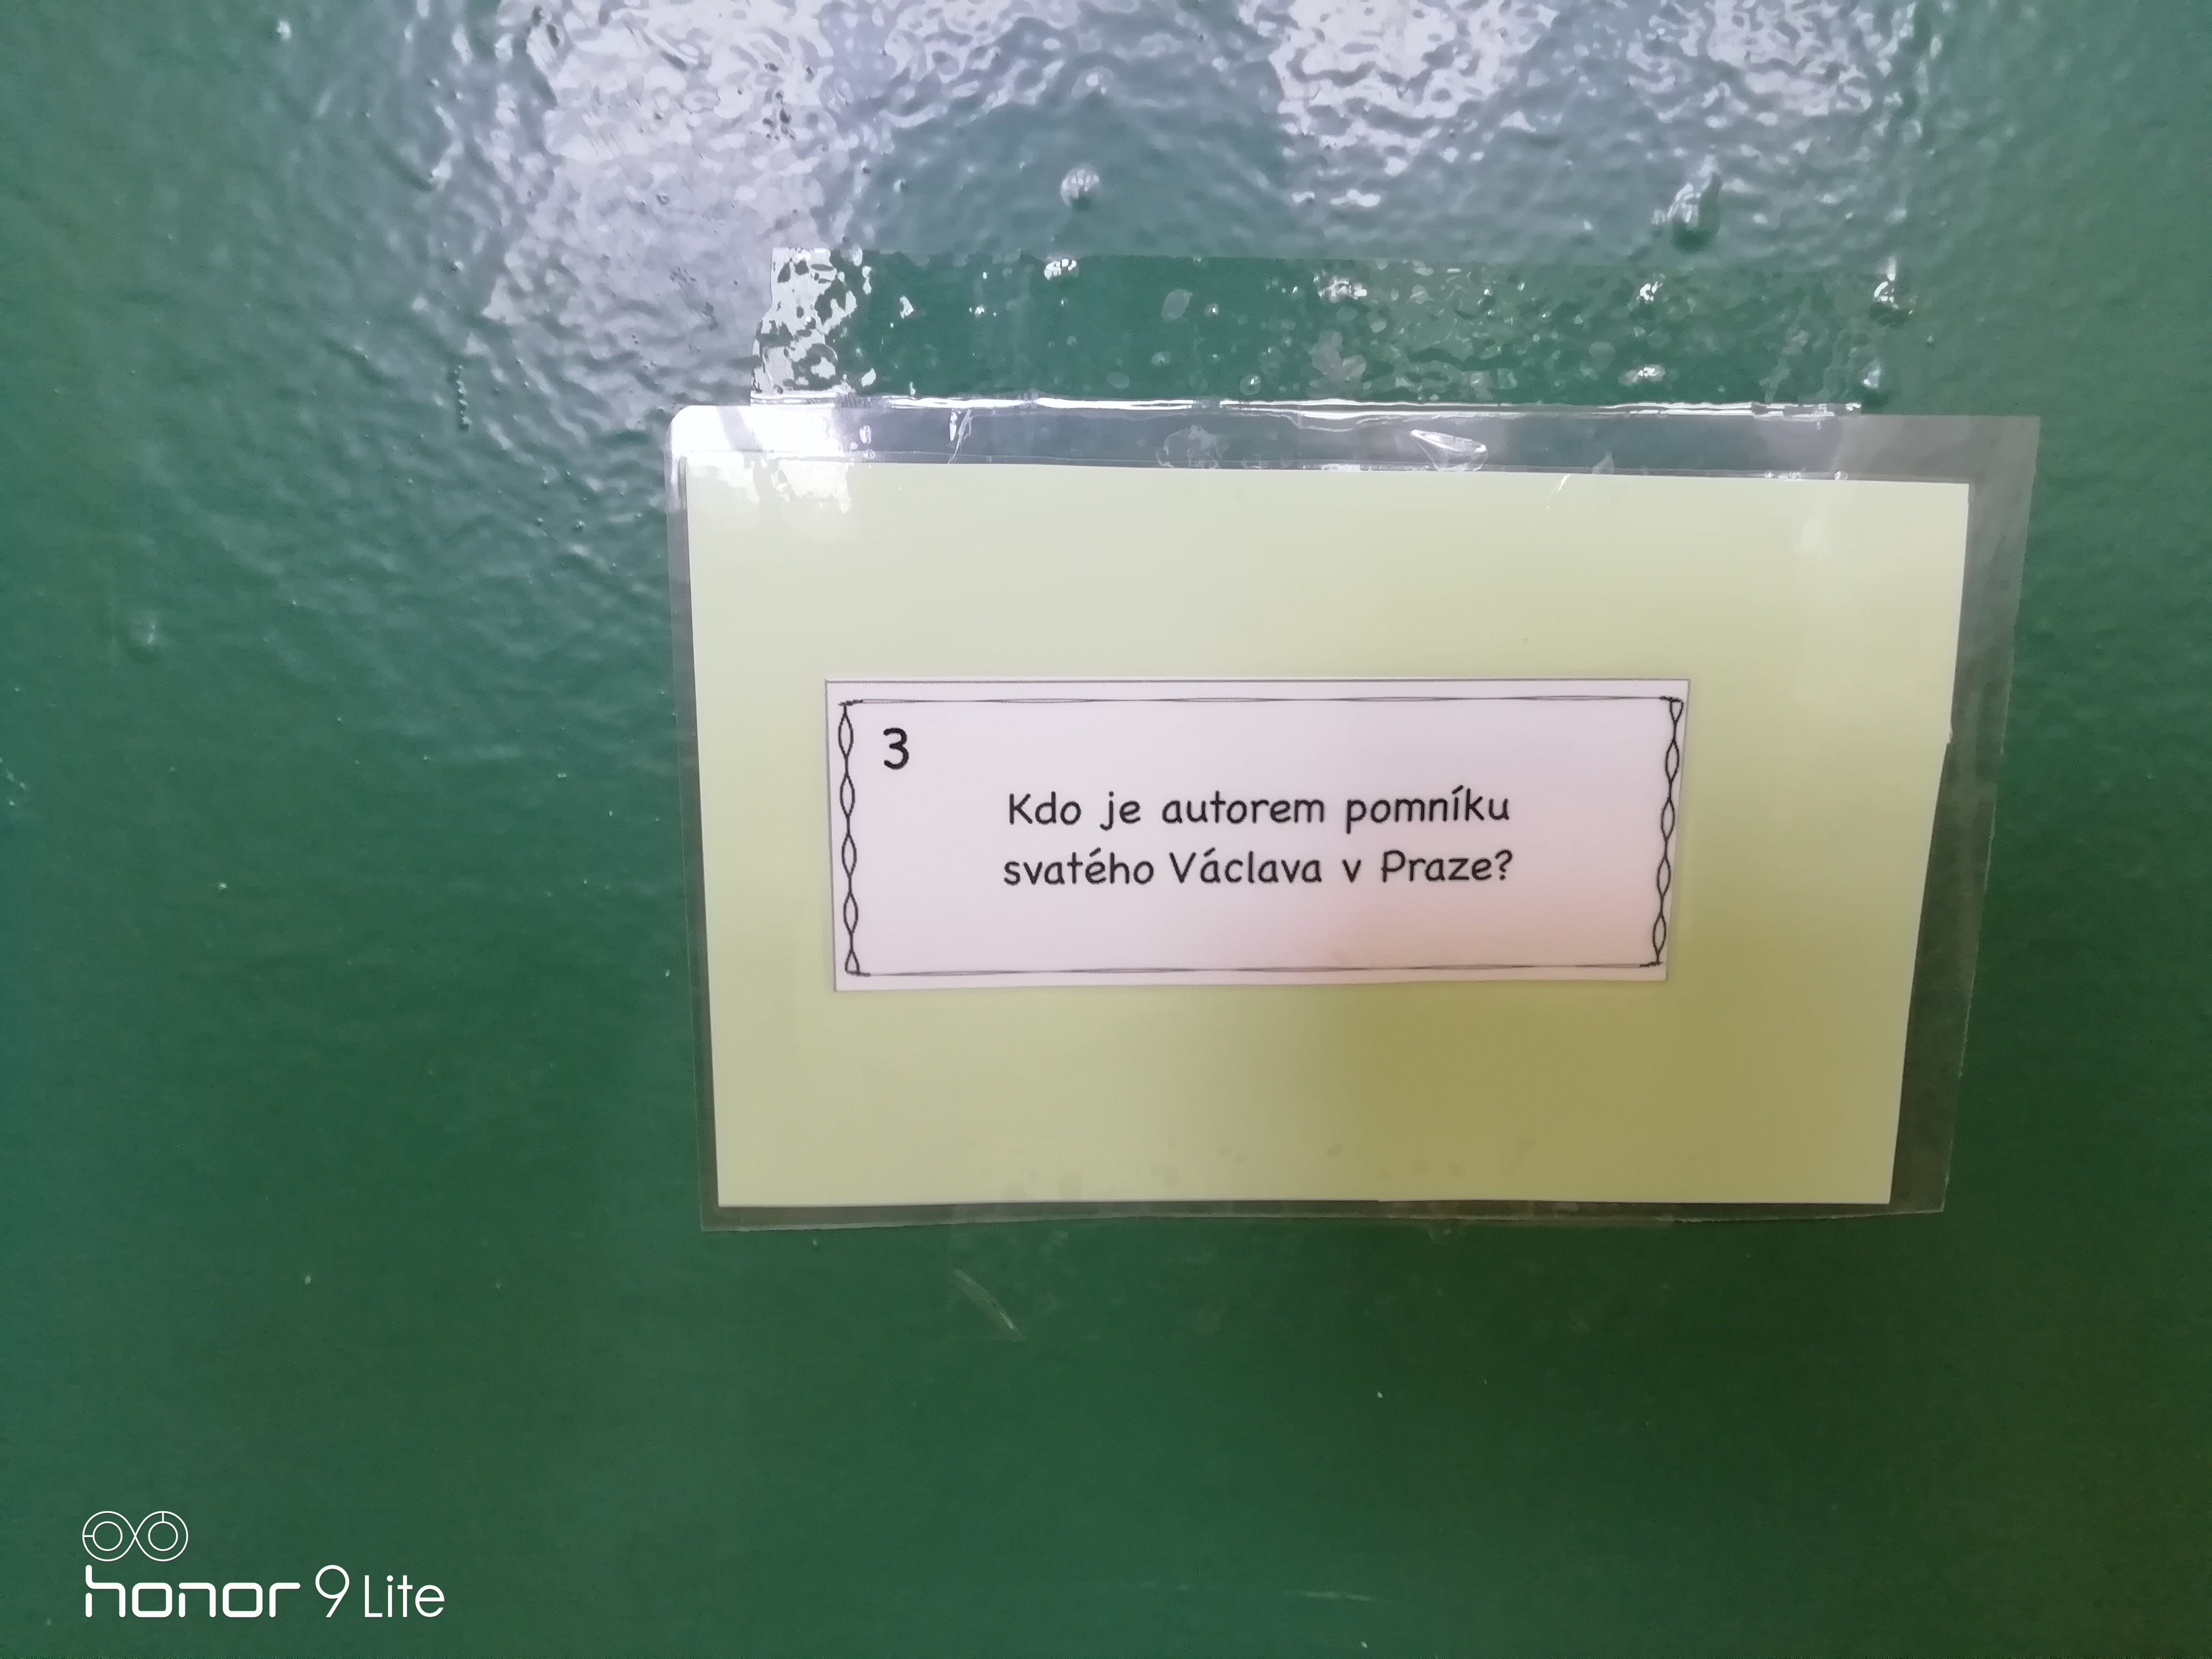 3
Kdo je autorem pomníku
svatého Václava v Praze?
honor 9 Lite